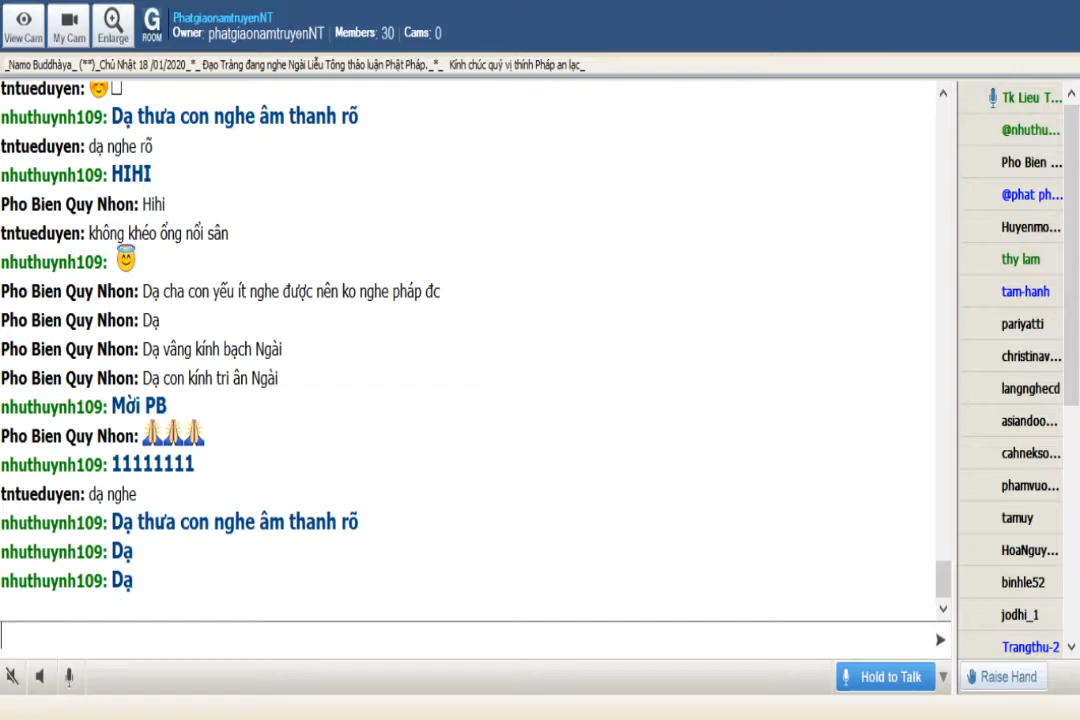 View Cam
My Cam
Enlarge
G
ROOM
PhatgiaonamtruyenNT
Owner: phatgiaonamtruyenNT | Members: 30 | Cams: 0
_Namo Buddhàya_ (**)_Chủ Nhật 18 /01/2020_*_Đạo Tràng đang nghe Ngài Liễu Tông thảo luận Phật Pháp._*_ Kính chúc quý vị thính Pháp an lạc_
tntueduyen:
nhuthuynh109: Dạ thưa con nghe âm thanh rõ
tntueduyen: dạ nghe rõ
nhuthuynh109: HIHI
Pho Bien Quy Nhon: Hihi
tntueduyen: không khéo ổng nổi sân
nhuthuynh109:
Pho Bien Quy Nhon: Dạ cha con yếu ít nghe được nên ko nghe pháp đc
Pho Bien Quy Nhon: Dạ
Pho Bien Quy Nhon: Dạ vâng kính bạch Ngài
Pho Bien Quy Nhon: Dạ con kính tri ân Ngài
nhuthuynh109: Mời PB
Pho Bien Quy Nhon: 🙏🙏🙏
nhuthuynh109: 11111111
tntueduyen: dạ nghe
nhuthuynh109: Dạ thưa con nghe âm thanh rõ
nhuthuynh109: Dạ
nhuthuynh109: Dạ
Tk Lieu T...
@nhuthu...
Pho Bien ...
@phat ph...
Huyenmo...
thy lam
tam-hanh
pariyatti
christinav...
langnghecd
asiandoo...
cahnekso...
phamvuo...
tamuy
HoaNguy...
binhle52
jodhi_1
Trangthu-2
Hold to Talk
Raise Hand